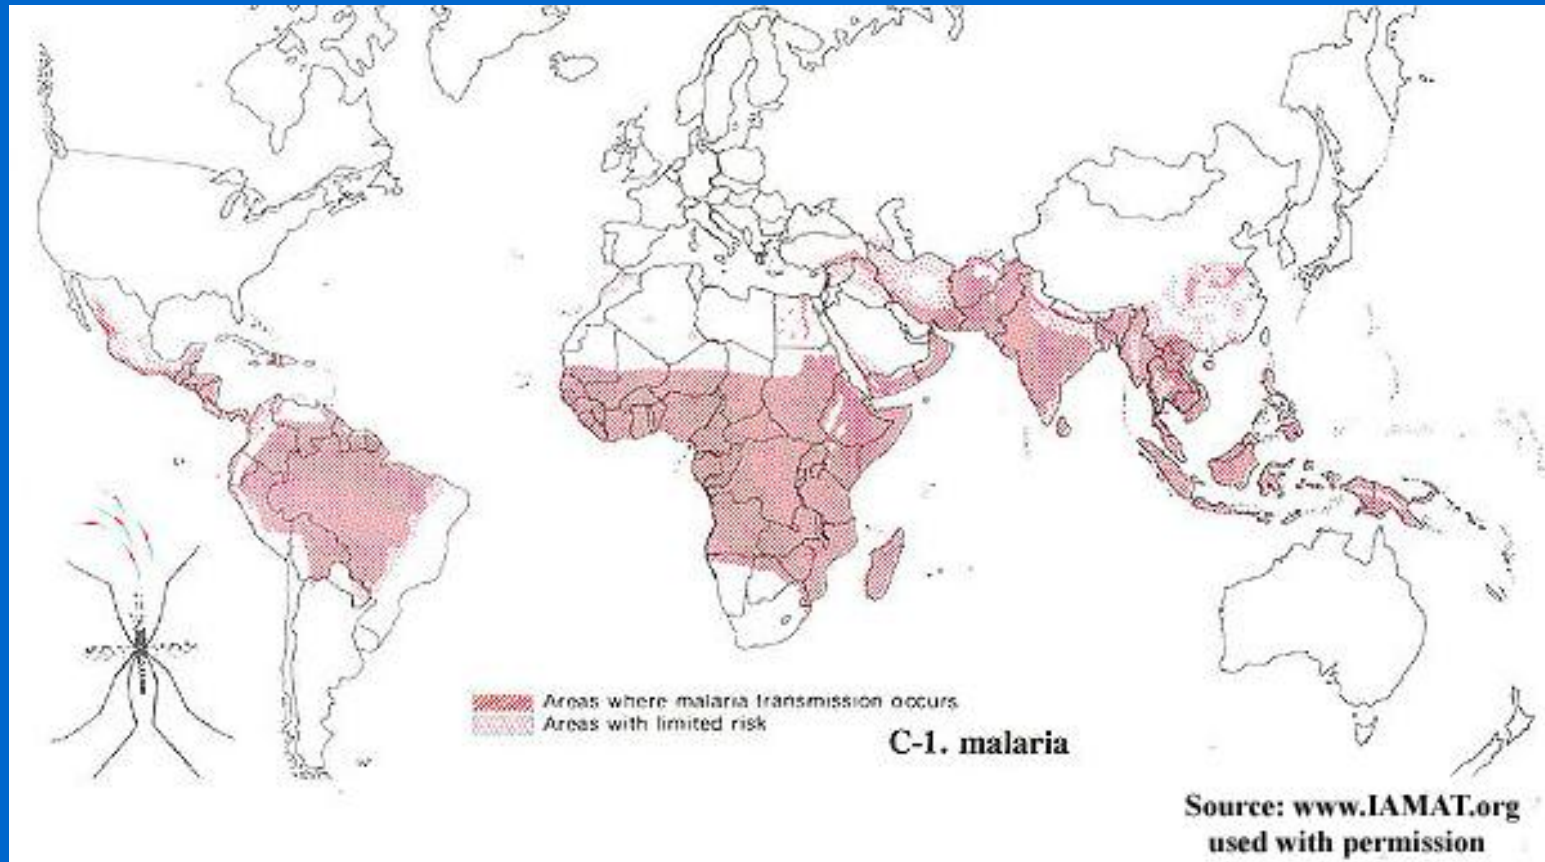 Areas where malaria transmission occurs
Areas with limited risk
C-1. malaria
Source: www.IAMAT.org
used with permission